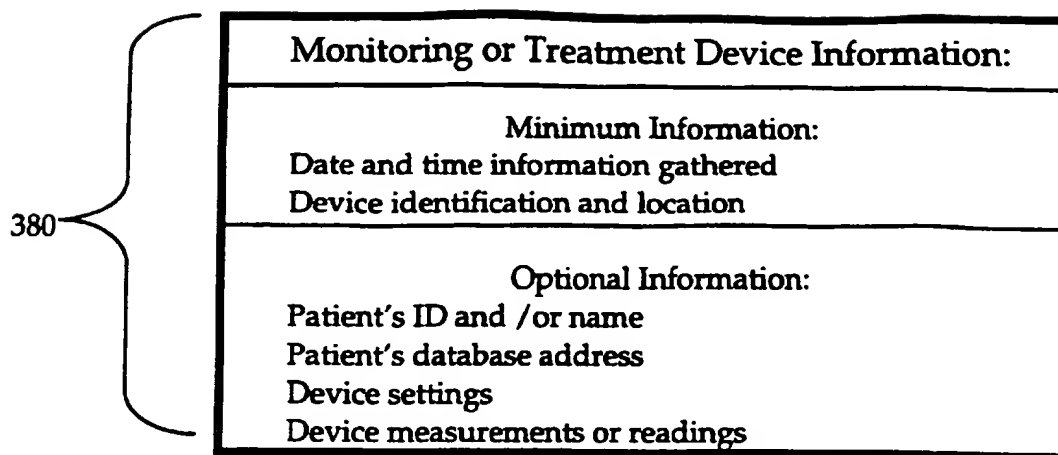 Monitoring or Treatment Device Information:
Minimum Information:
Date and time information gathered
Device identification and location
380
Optional Information:
Patient's ID and /or name
Patient's database address
Device settings
Device measurements or readings